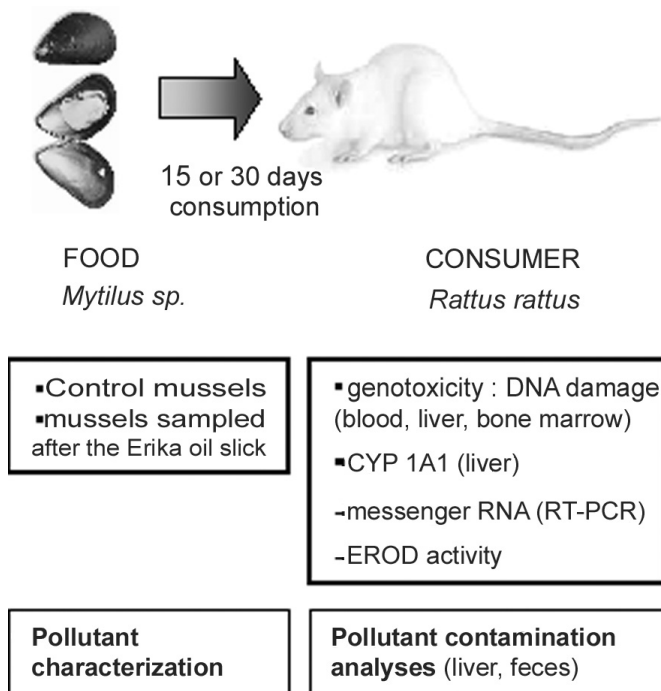 15 or 30 days
consumption
FOOD
Mytilus sp.
CONSUMER
Rattus rattus
▪Control mussels
▪mussels sampled
after the Erika oil slick
▪genotoxicity : DNA damage
(blood, liver, bone marrow)
▪CYP 1A1 (liver)
-messenger RNA (RT-PCR)
-EROD activity
Pollutant
characterization
Pollutant contamination
analyses (liver, feces)